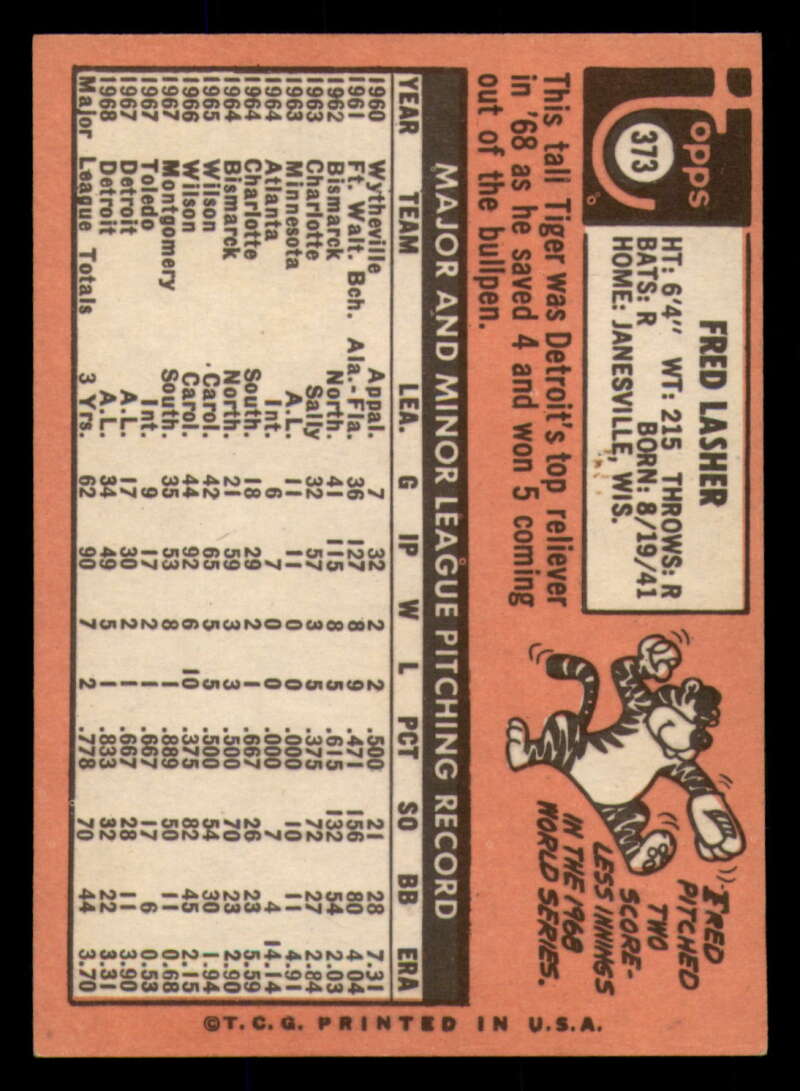 Topps
373
FRED LASHER
HT: 6'4" WT: 215 THROWS: R
BATS: R BORN: 8/19/41
HOME: JANESVILLE, WIS.
This tall Tiger was Detroit's top reliever
in '68 as he saved 4 and won 5 coming
out of the bullpen.
FRED
PITCHED
TWO
SCORE-
LESS INNINGS
IN THE 1968
WORLD SERIES.
MAJOR AND MINOR LEAGUE PITCHING RECORD
YEAR TEAM LEA. G IP W L PCT SO BB ERA
1960 Wytheville Appal. 7 32 2 2 .500 21 28 7.31
1961 Ft. Walt. Bch. Ala.-Fla. 36 127 8 9 .471 156 80 4.04
1962 Bismarck North. 41 115 8 5 .615 132 54 2.03
1963 Charlotte Sally 32 57 3 5 .375 72 27 2.84
1963 Minnesota A.L. 11 11 0 0 .000 10 11 4.91
1964 Atlanta Int. 6 7 0 0 .000 7 4 14.14
1964 Charlotte South. 18 29 2 1 .667 26 23 5.59
1964 Bismarck North. 21 59 3 3 .500 70 23 2.90
1965 Wilson Carol. 42 65 5 5 .500 54 30 1.94
1966 Wilson Carol. 44 92 6 10 .375 82 45 2.15
1967 Montgomery South. 35 53 8 1 .889 50 11 0.68
1967 Toledo Int. 9 17 2 1 .667 17 6 0.53
1967 Detroit A.L. 17 30 2 1 .667 28 11 3.90
1968 Detroit A.L. 34 49 5 1 .833 32 22 3.31
Major League Totals 3 Yrs. 62 90 7 2 .778 70 44 3.70
©T.C.G. PRINTED IN U.S.A.